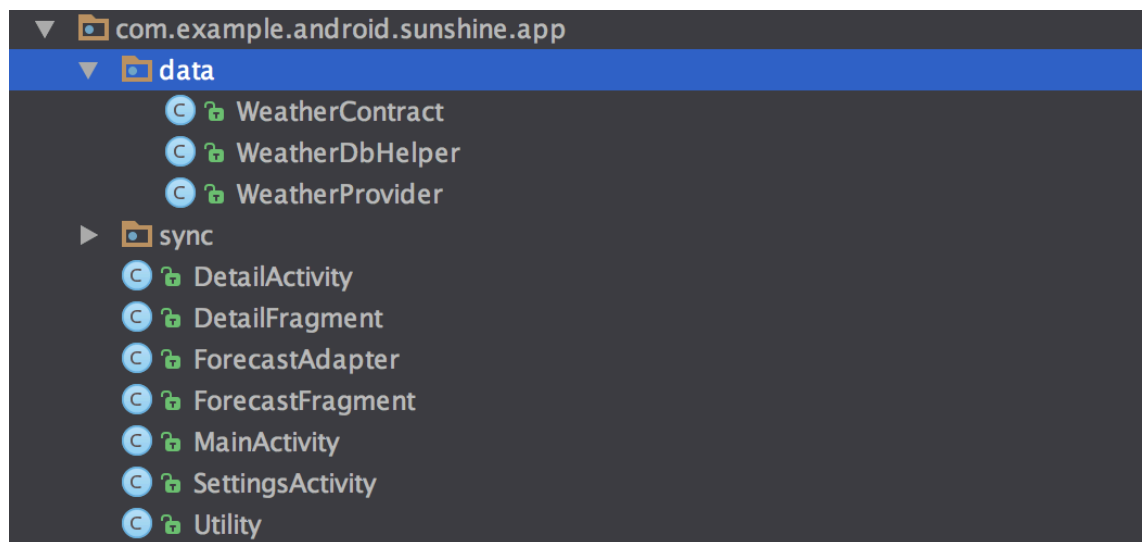 com.example.android.sunshine.app
data
C WeatherContract
C WeatherDbHelper
C WeatherProvider
sync
C DetailActivity
C DetailFragment
C ForecastAdapter
C ForecastFragment
C MainActivity
C SettingsActivity
C Utility